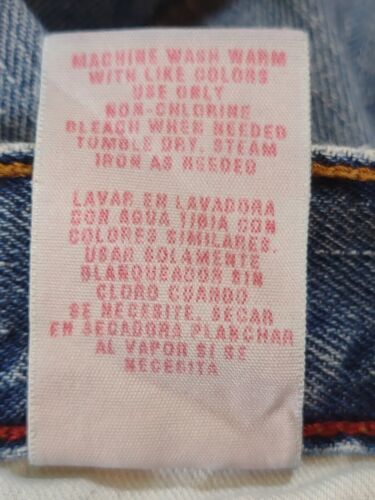 MACHINE WASH WARM
WITH LIKE COLORS
USE ONLY
NON-CHLORINE
BLEACH WHEN NEEDED
TUMBLE DRY. STEAM
IRON AS NEEDED
LAVAR EN LAVADORA
CON AGUA TIBIA CON
COLORES SIMILARES.
USAR SOLAMENTE
BLANQUEADOR SIN
CLORO CUANDO
SE NECESITE. SECAR
EN SECADORA PLANCHAR
AL VAPOR SI SE
NECESITA